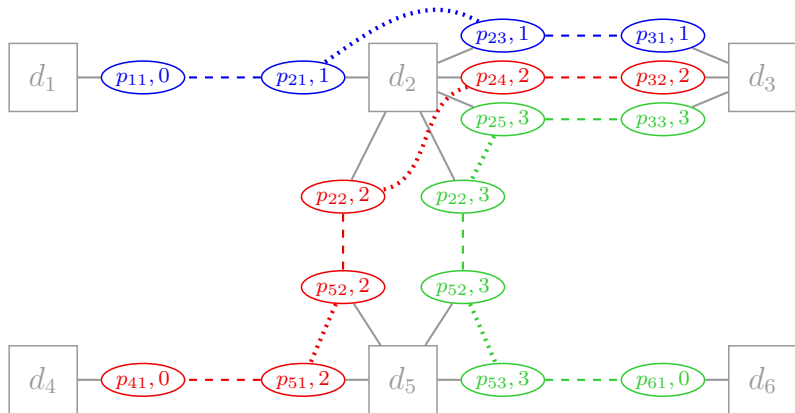 p₂₃, 1 p₃₁, 1
d₁ p₁₁, 0 p₂₁, 1 d₂ p₂₄, 2 p₃₂, 2 d₃
p₂₅, 3 p₃₃, 3
p₂₂, 2 p₂₂, 3
p₅₂, 2 p₅₂, 3
d₄ p₄₁, 0 p₅₁, 2 d₅ p₅₃, 3 p₆₁, 0 d₆